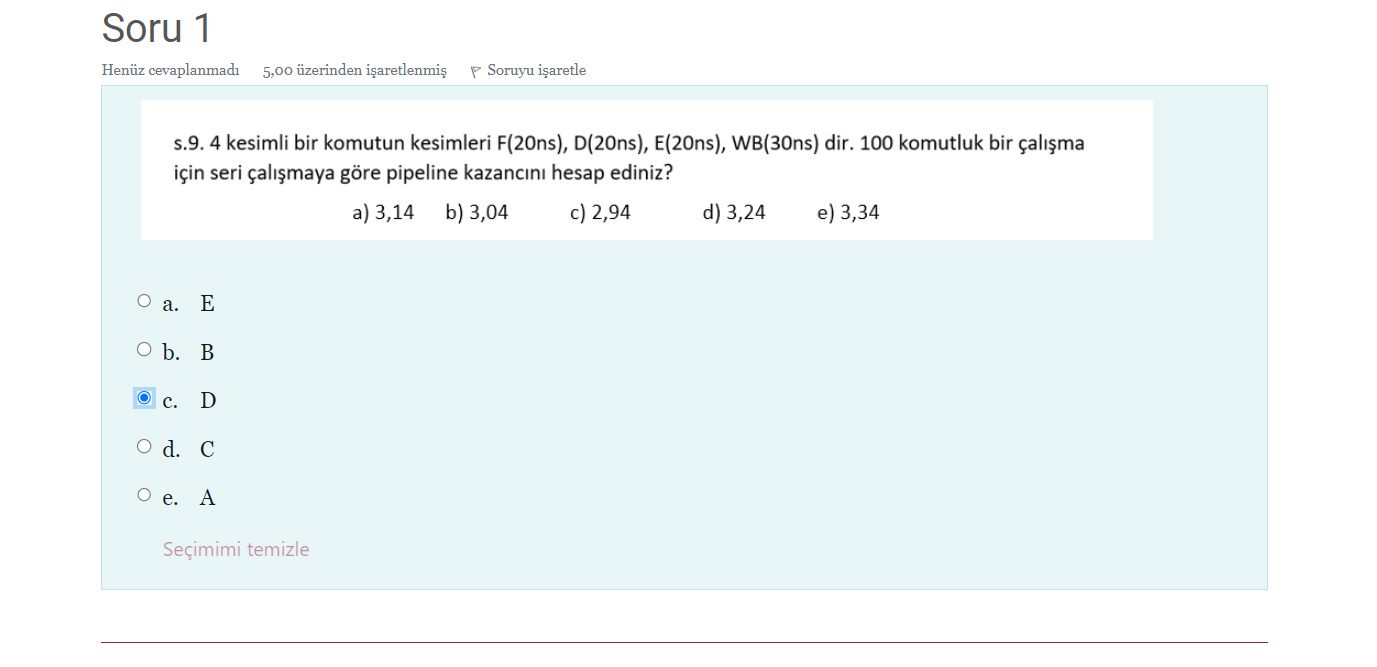 Soru 1
Henüz cevaplanmadı 5,00 üzerinden işaretlenmiş Soruyu işaretle
s.9. 4 kesimli bir komutun kesimleri F(20ns), D(20ns), E(20ns), WB(30ns) dir. 100 komutluk bir çalışma
için seri çalışmaya göre pipeline kazancını hesap ediniz?
a) 3,14 b) 3,04 c) 2,94 d) 3,24 e) 3,34
a. E
b. B
c. D
d. C
e. A
Seçimimi temizle